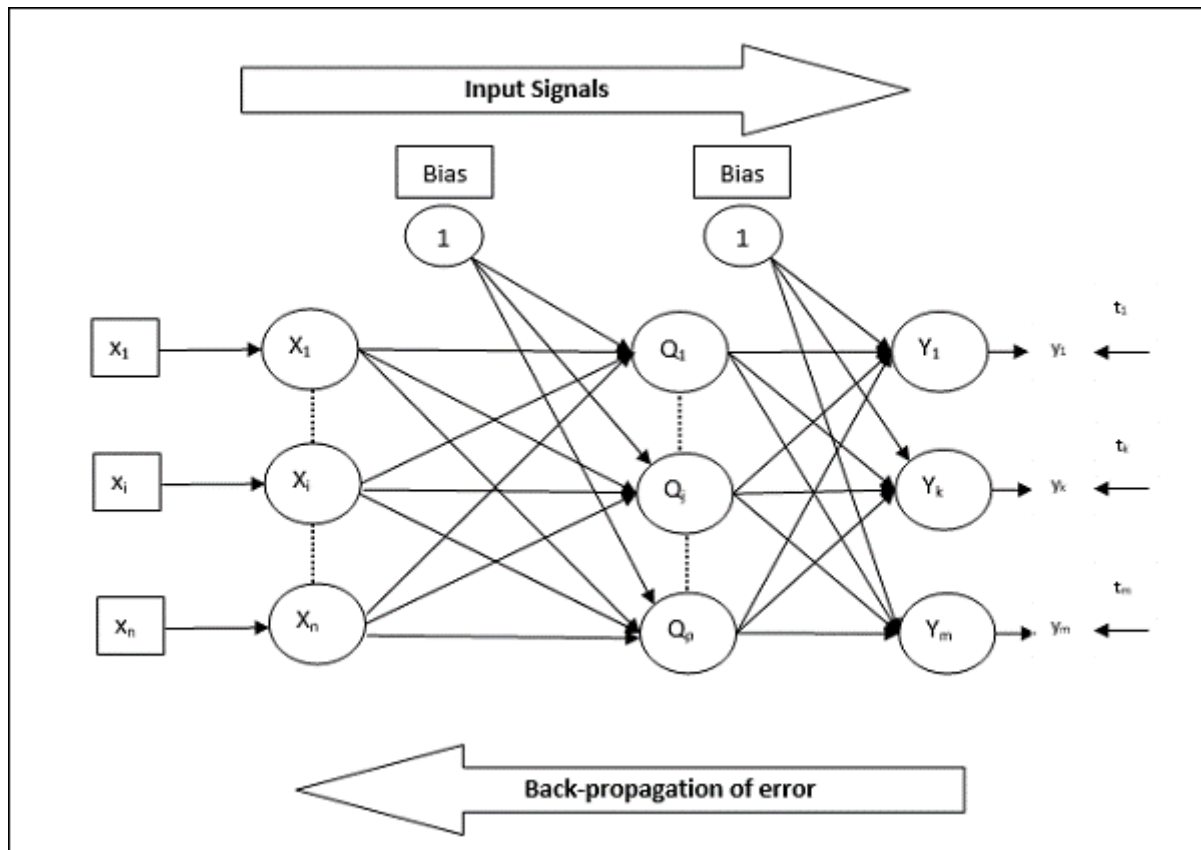 Input Signals
Bias
Bias
1
1
x₁
X₁
Q₁
Y₁
y₁
t₁
xᵢ
Xᵢ
Qⱼ
Yₖ
yₖ
tₖ
xₙ
Xₙ
Qₚ
Yₘ
yₘ
tₘ
Back-propagation of error